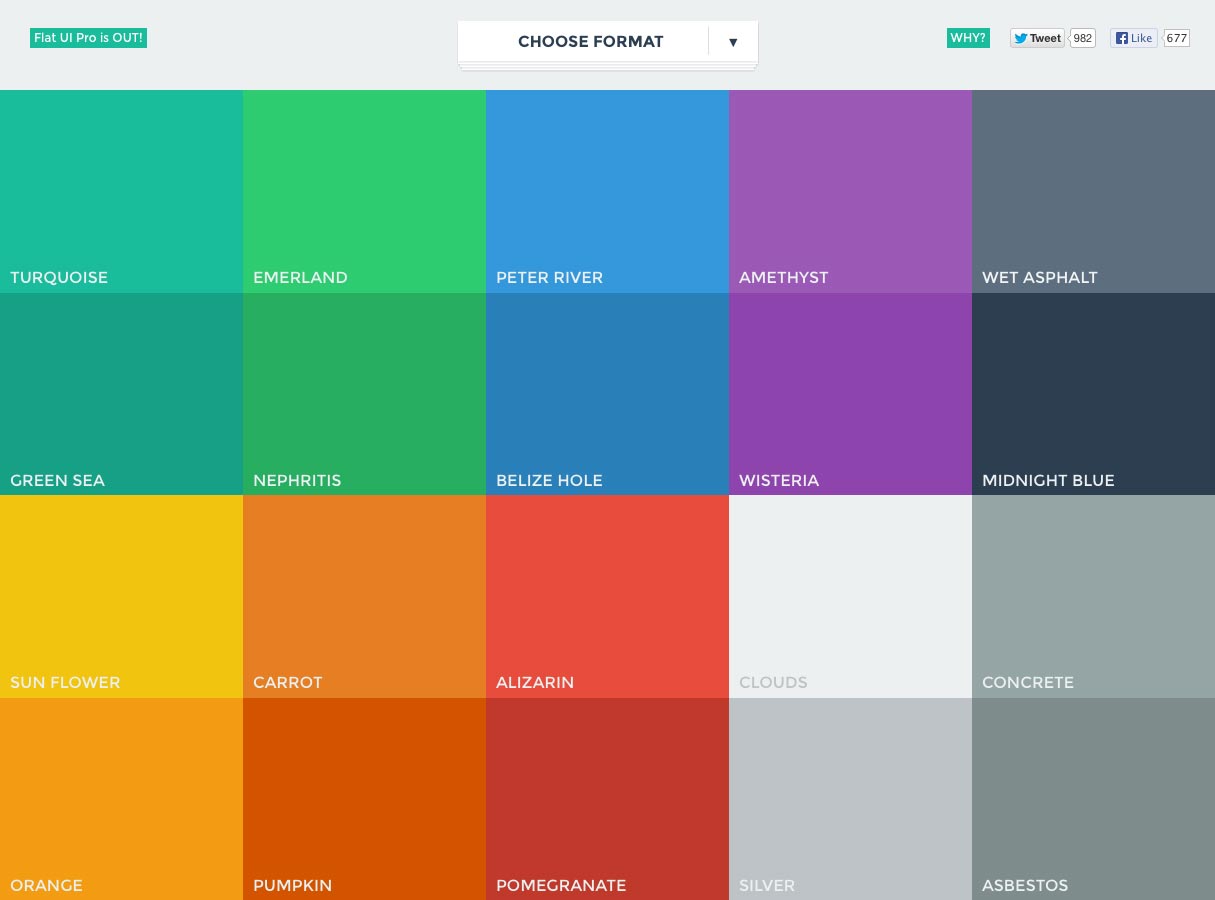 Flat UI Pro is OUT!
CHOOSE FORMAT ▼
WHY?
Tweet 982
Like 677
TURQUOISE
EMERLAND
PETER RIVER
AMETHYST
WET ASPHALT
GREEN SEA
NEPHRITIS
BELIZE HOLE
WISTERIA
MIDNIGHT BLUE
SUN FLOWER
CARROT
ALIZARIN
CLOUDS
CONCRETE
ORANGE
PUMPKIN
POMEGRANATE
SILVER
ASBESTOS